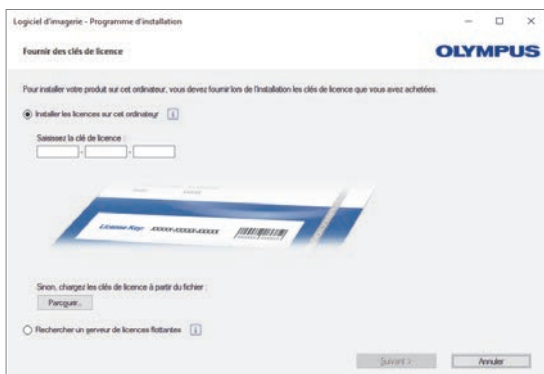 Logiciel d'imagerie - Programme d'installation
Fournir des clés de licence
OLYMPUS
Pour installer votre produit sur cet ordinateur, vous devez fournir lors de l'installation les clés de licence que vous avez achetées.
Installer les licences sur cet ordinateur
Saisissez la clé de licence :
- -
License Key: XXXXX-XXXXX-XXXXX
Sinon, chargez les clés de licence à partir du fichier :
Parcourir...
Rechercher un serveur de licences flottantes
Suivant >
Annuler